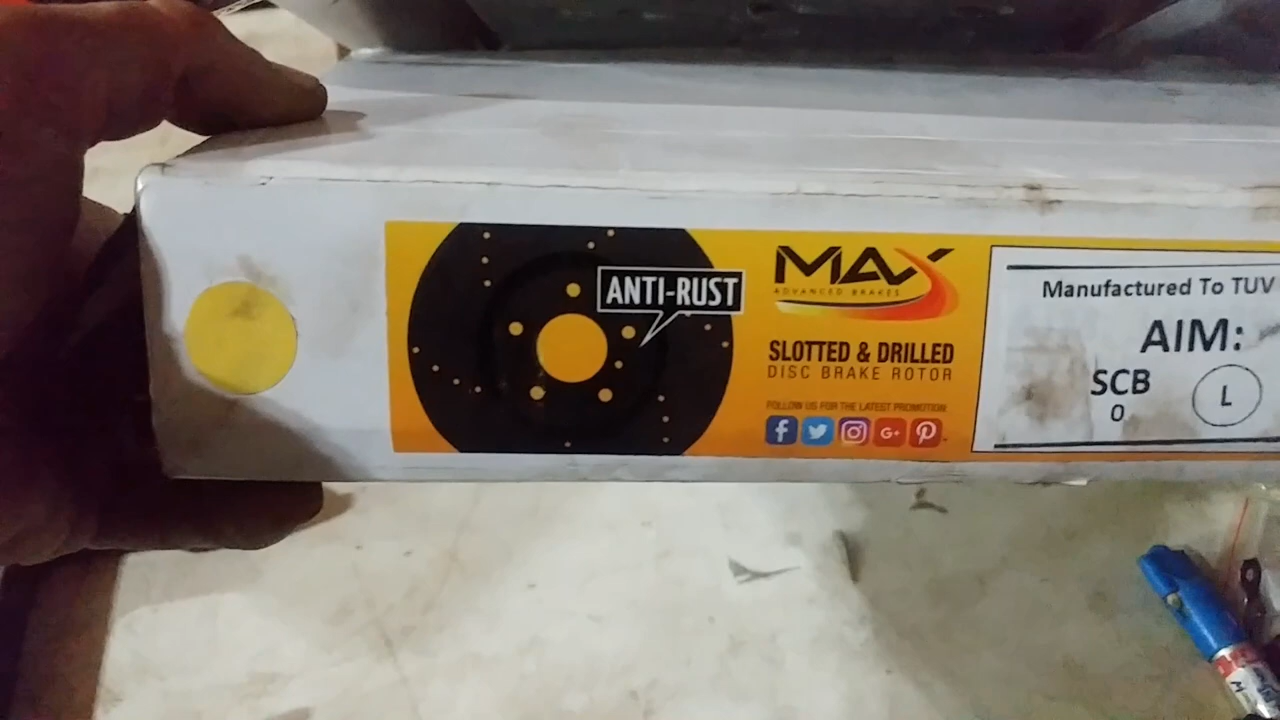 ANTI-RUST
MAX
ADVANCED BRAKES
SLOTTED & DRILLED
DISC BRAKE ROTOR
FOLLOW US FOR THE LATEST PROMOTION
G+
Manufactured To TUV
AIM:
SCB
L
0
M